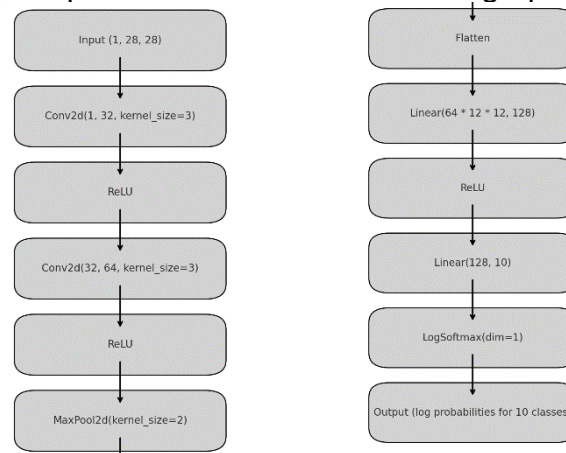 Input (1, 28, 28)
Conv2d(1, 32, kernel_size=3)
ReLU
Conv2d(32, 64, kernel_size=3)
ReLU
MaxPool2d(kernel_size=2)
Flatten
Linear(64 * 12 * 12, 128)
ReLU
Linear(128, 10)
LogSoftmax(dim=1)
Output (log probabilities for 10 classes